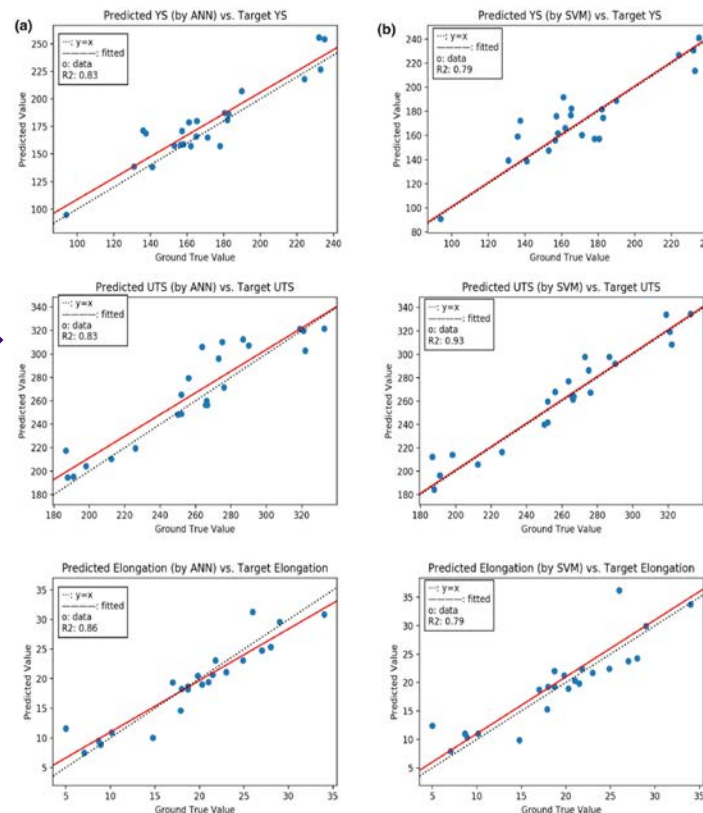 (a)
Predicted YS (by ANN) vs. Target YS
···: y=x
————: fitted
o: data
R2: 0.83
Predicted Value
250
225
200
175
150
125
100
100 120 140 160 180 200 220 240
Ground True Value
(b)
Predicted YS (by SVM) vs. Target YS
···: y=x
————: fitted
o: data
R2: 0.79
Predicted Value
240
220
200
180
160
140
120
100
80
100 120 140 160 180 200 220
Ground True Value
Predicted UTS (by ANN) vs. Target UTS
···: y=x
————: fitted
o: data
R2: 0.83
Predicted Value
340
320
300
280
260
240
220
200
180
180 200 220 240 260 280 300 320
Ground True Value
Predicted UTS (by SVM) vs. Target UTS
···: y=x
————: fitted
o: data
R2: 0.93
Predicted Value
340
320
300
280
260
240
220
200
180
180 200 220 240 260 280 300 320
Ground True Value
Predicted Elongation (by ANN) vs. Target Elongation
···: y=x
————: fitted
o: data
R2: 0.86
Predicted Value
35
30
25
20
15
10
5
5 10 15 20 25 30 35
Ground True Value
Predicted Elongation (by SVM) vs. Target Elongation
···: y=x
————: fitted
o: data
R2: 0.79
Predicted Value
35
30
25
20
15
10
5
5 10 15 20 25 30 35
Ground True Value